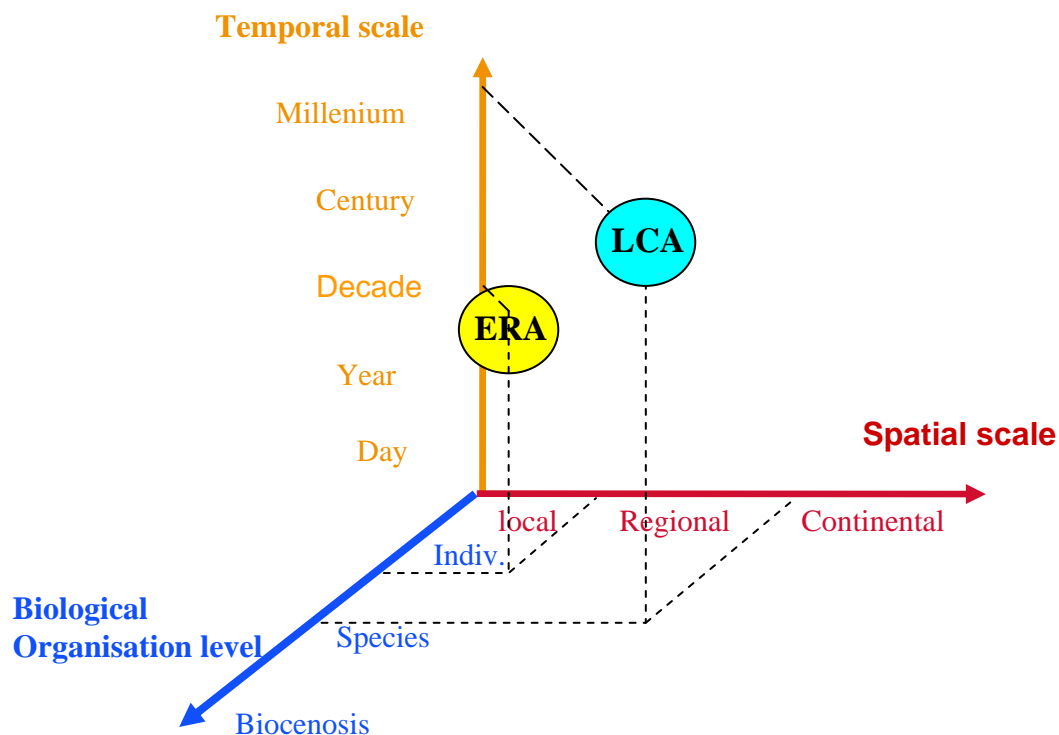 Temporal scale
Millenium
Century
LCA
Decade
ERA
Year
Spatial scale
Day
local Regional Continental
Indiv.
Biological
Organisation level
Species
Biocenosis